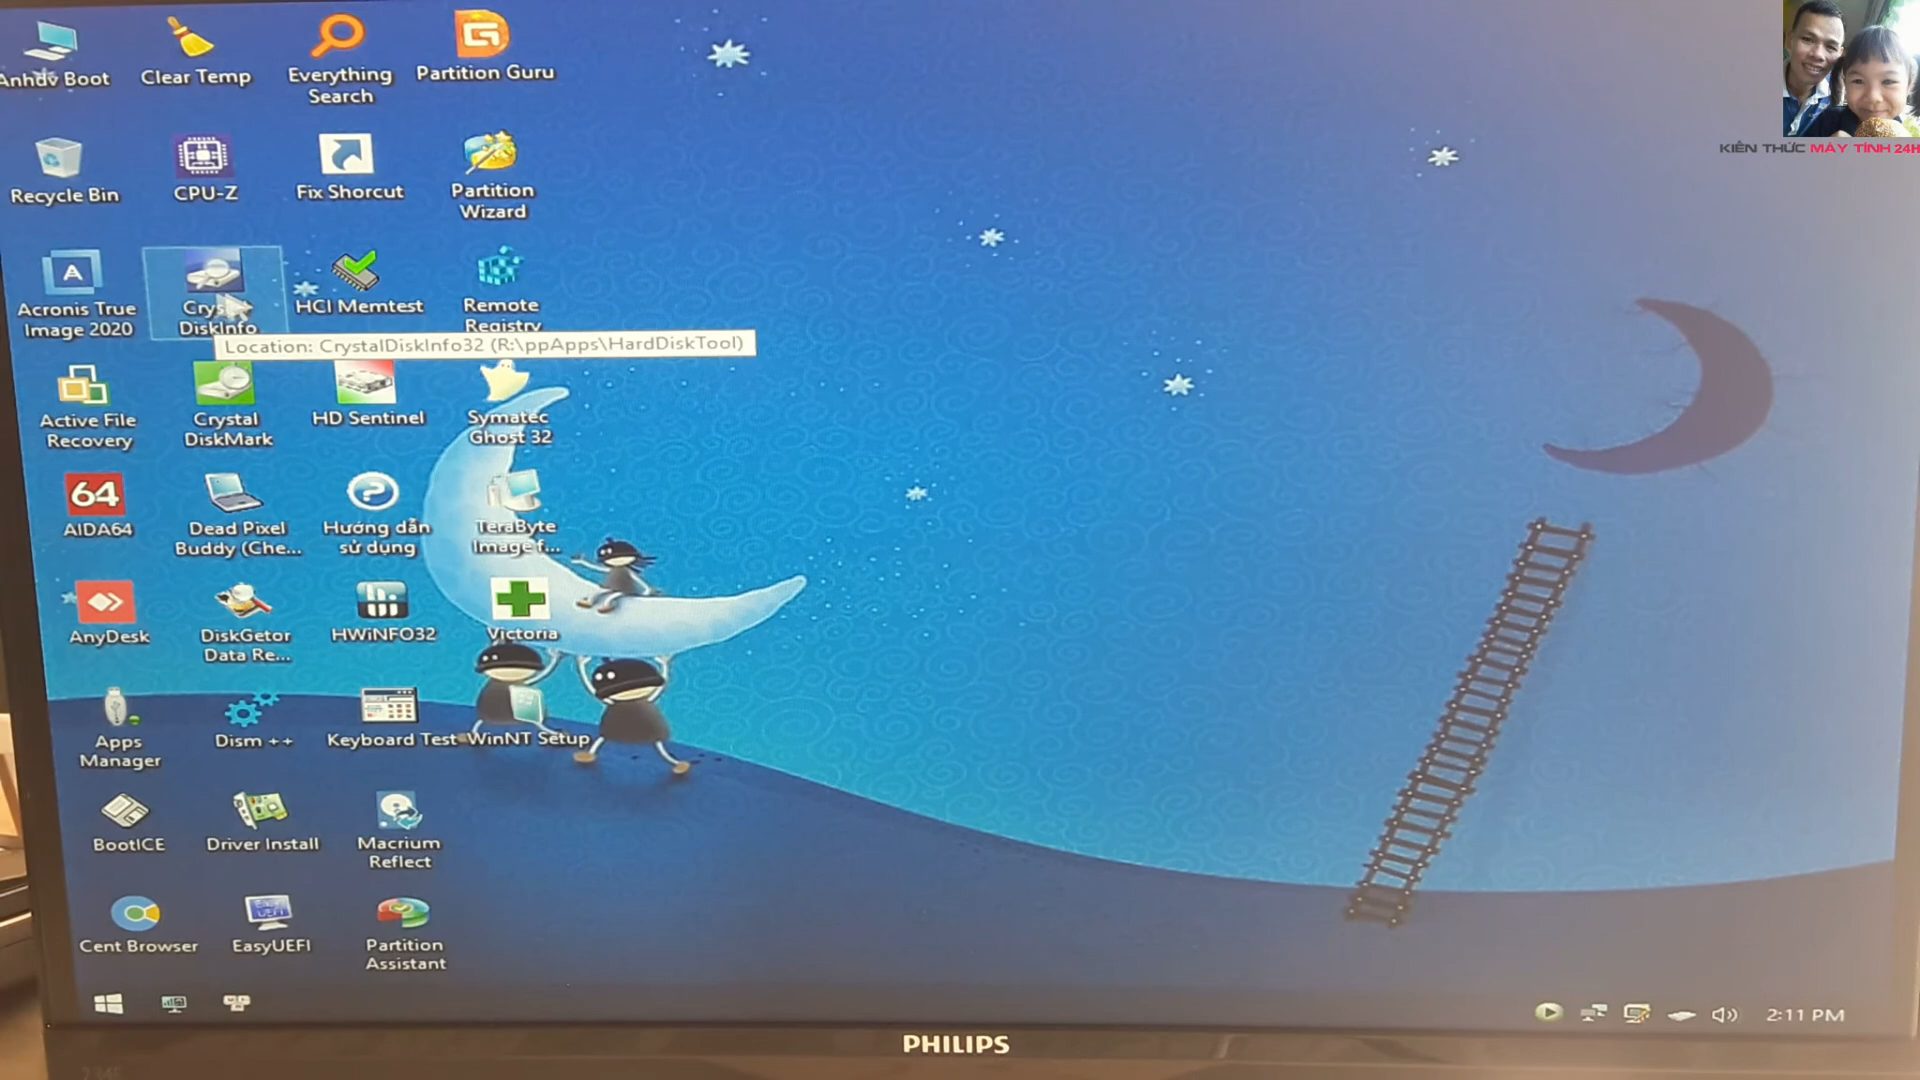 Anhdv Boot
Clear Temp
Everything
Search
Partition Guru
KIẾN THỨC MÁY TÍNH 24H
Recycle Bin
CPU-Z
Fix Shorcut
Partition
Wizard
A
Acronis True
Image 2020
DiskInfo
HCI Memtest
Remote
Registry
Location: CrystalDiskInfo32 (R:\ppApps\HardDiskTool)
Active File
Recovery
Crystal
DiskMark
HD Sentinel
Symatec
Ghost 32
64
AIDA64
Dead Pixel
Buddy (Che...
Hướng dẫn
sử dụng
TeraByte
Image f...
AnyDesk
DiskGetor
Data Re...
HWiNFO32
Victoria
Apps
Manager
Dism ++
Keyboard Test
WinNT Setup
BootICE
Driver Install
Macrium
Reflect
Cent Browser
EasyUEFI
Partition
Assistant
2:11 PM
PHILIPS